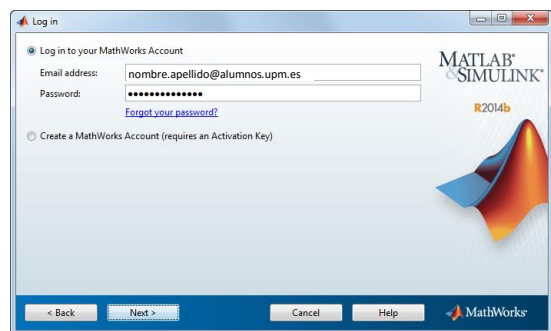 Log in
Log in to your MathWorks Account
Email address:
nombre.apellido@alumnos.upm.es
Password:
••••••••••••••
Forgot your password?
Create a MathWorks Account (requires an Activation Key)
MATLAB®
&SIMULINK®
R2014b
< Back
Next >
Cancel
Help
MathWorks®